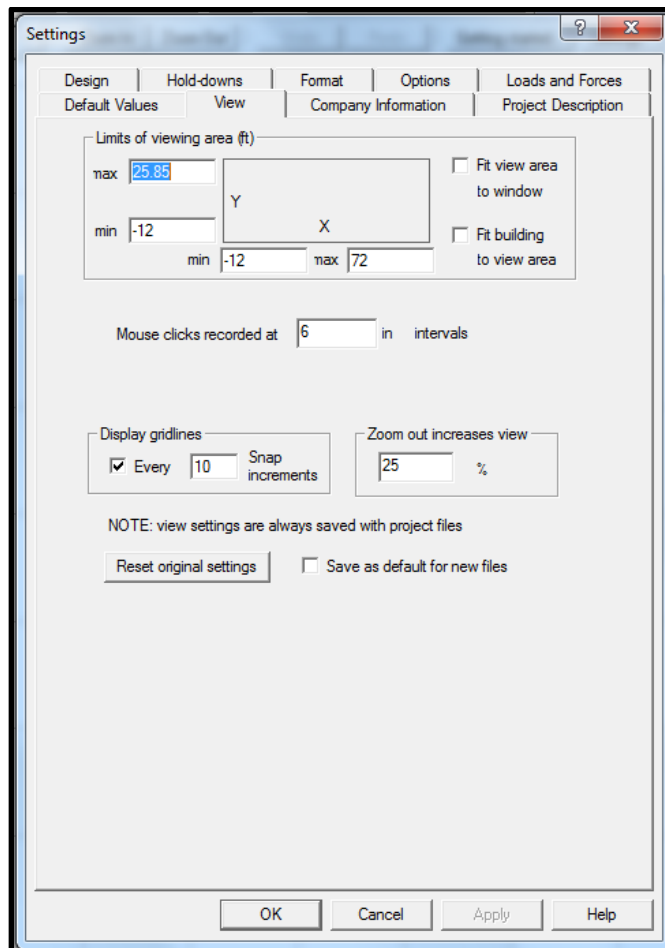 Settings
Design Hold-downs Format Options Loads and Forces
Default Values View Company Information Project Description
Limits of viewing area (ft)
max 25.85
Fit view area
to window
Y
min -12
X
Fit building
to view area
min -12 max 72
Mouse clicks recorded at 6 in intervals
Display gridlines
Every 10 Snap
increments
Zoom out increases view
25 %
NOTE: view settings are always saved with project files
Reset original settings Save as default for new files
OK Cancel Apply Help